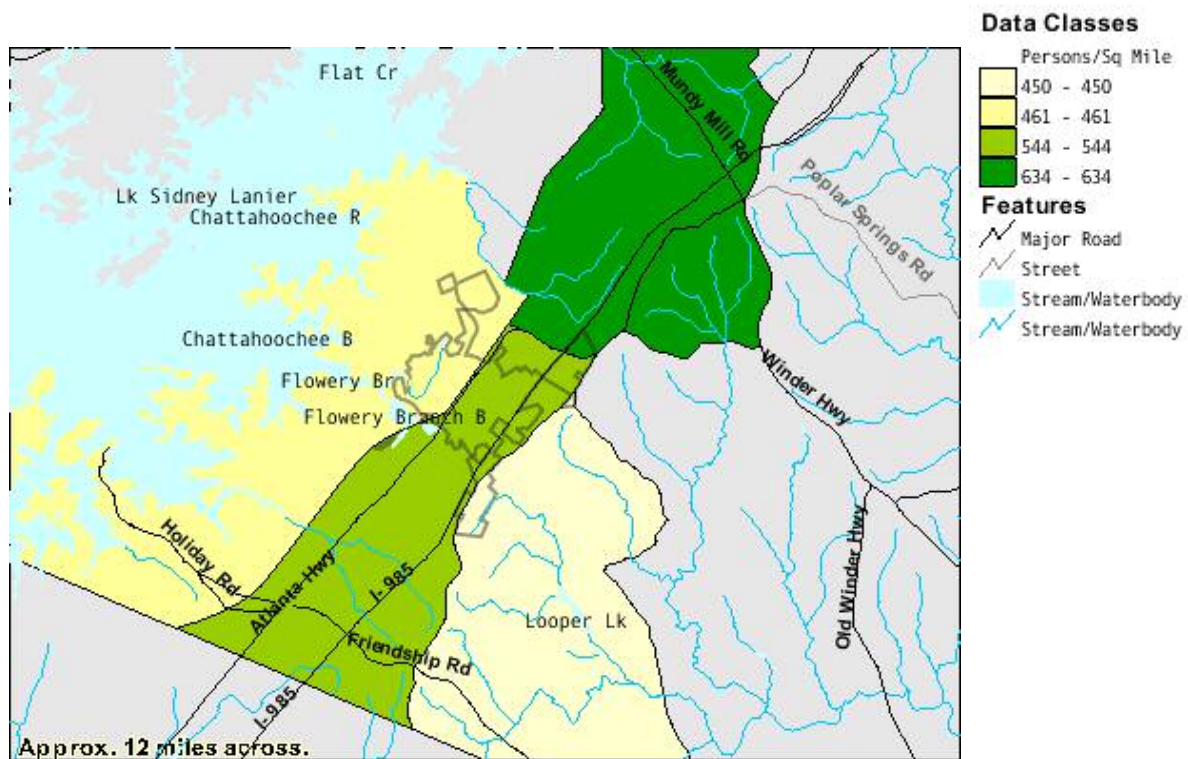 Data Classes
Persons/Sq Mile
450 - 450
461 - 461
544 - 544
634 - 634
Features
Major Road
Street
Stream/Waterbody
Stream/Waterbody
Flat Cr
Mundy Mill Rd
Poplar Springs Rd
Lk Sidney Lanier
Chattahoochee R
Chattahoochee B
Flowery Br
Flowery Branch B
Winder Hwy
Old Winder Hwy
Holiday Rd
Atlanta Hwy
I- 985
Looper Lk
Friendship Rd
I-985
Approx. 12 miles across.